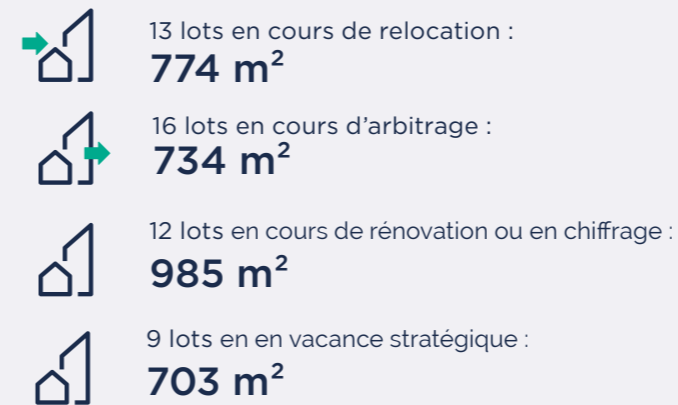 13 lots en cours de relocation :
774 m²
16 lots en cours d’arbitrage :
734 m²
12 lots en cours de rénovation ou en chiffrage :
985 m²
9 lots en en vacance stratégique :
703 m²